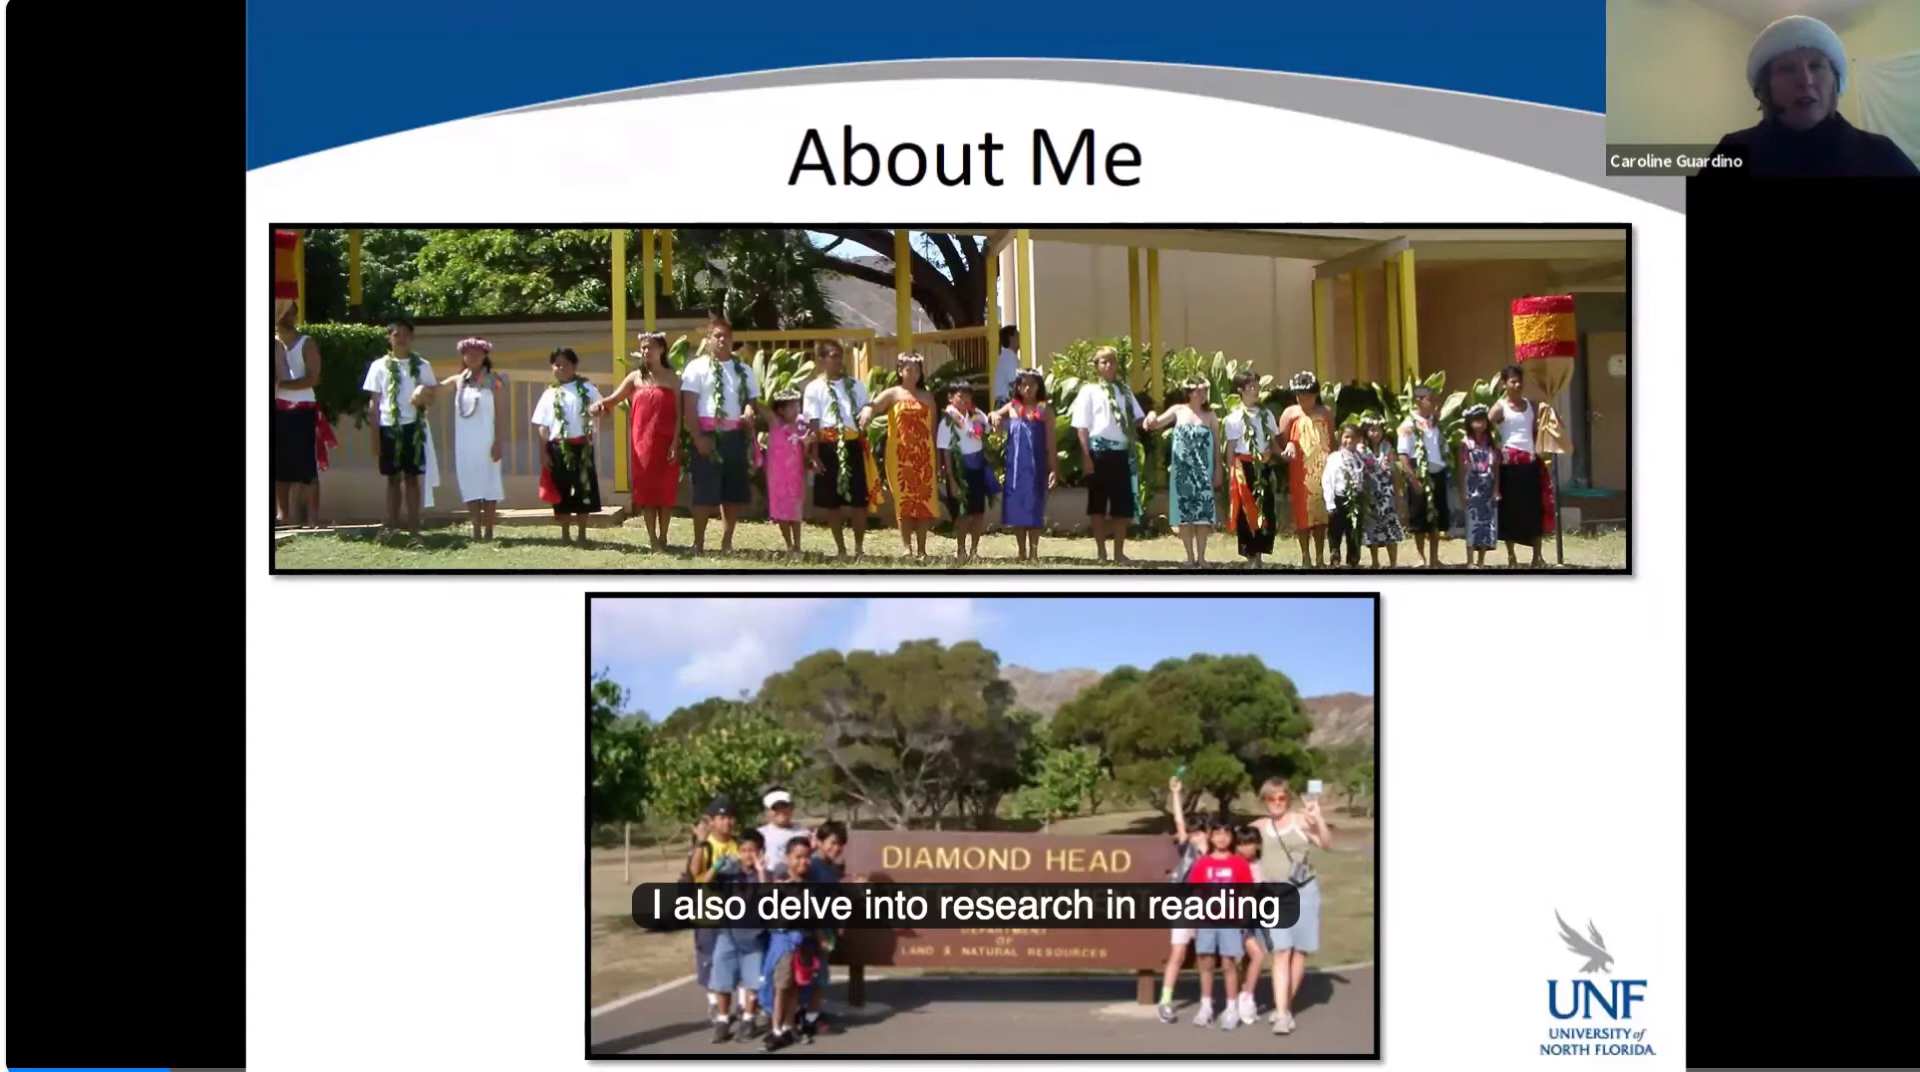 About Me
Caroline Guardino
DIAMOND HEAD
I also delve into research in reading
DEPARTMENT
OF
LAND & NATURAL RESOURCES
UNF
UNIVERSITY of
NORTH FLORIDA.